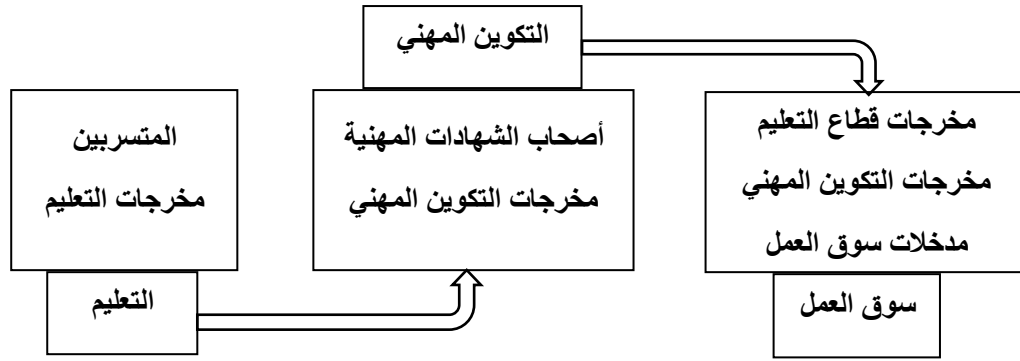 التكوين المهني
مخرجات قطاع التعليم
مخرجات التكوين المهني
مدخلات سوق العمل
سوق العمل
أصحاب الشهادات المهنية
مخرجات التكوين المهني
المتسربين
مخرجات التعليم
التعليم